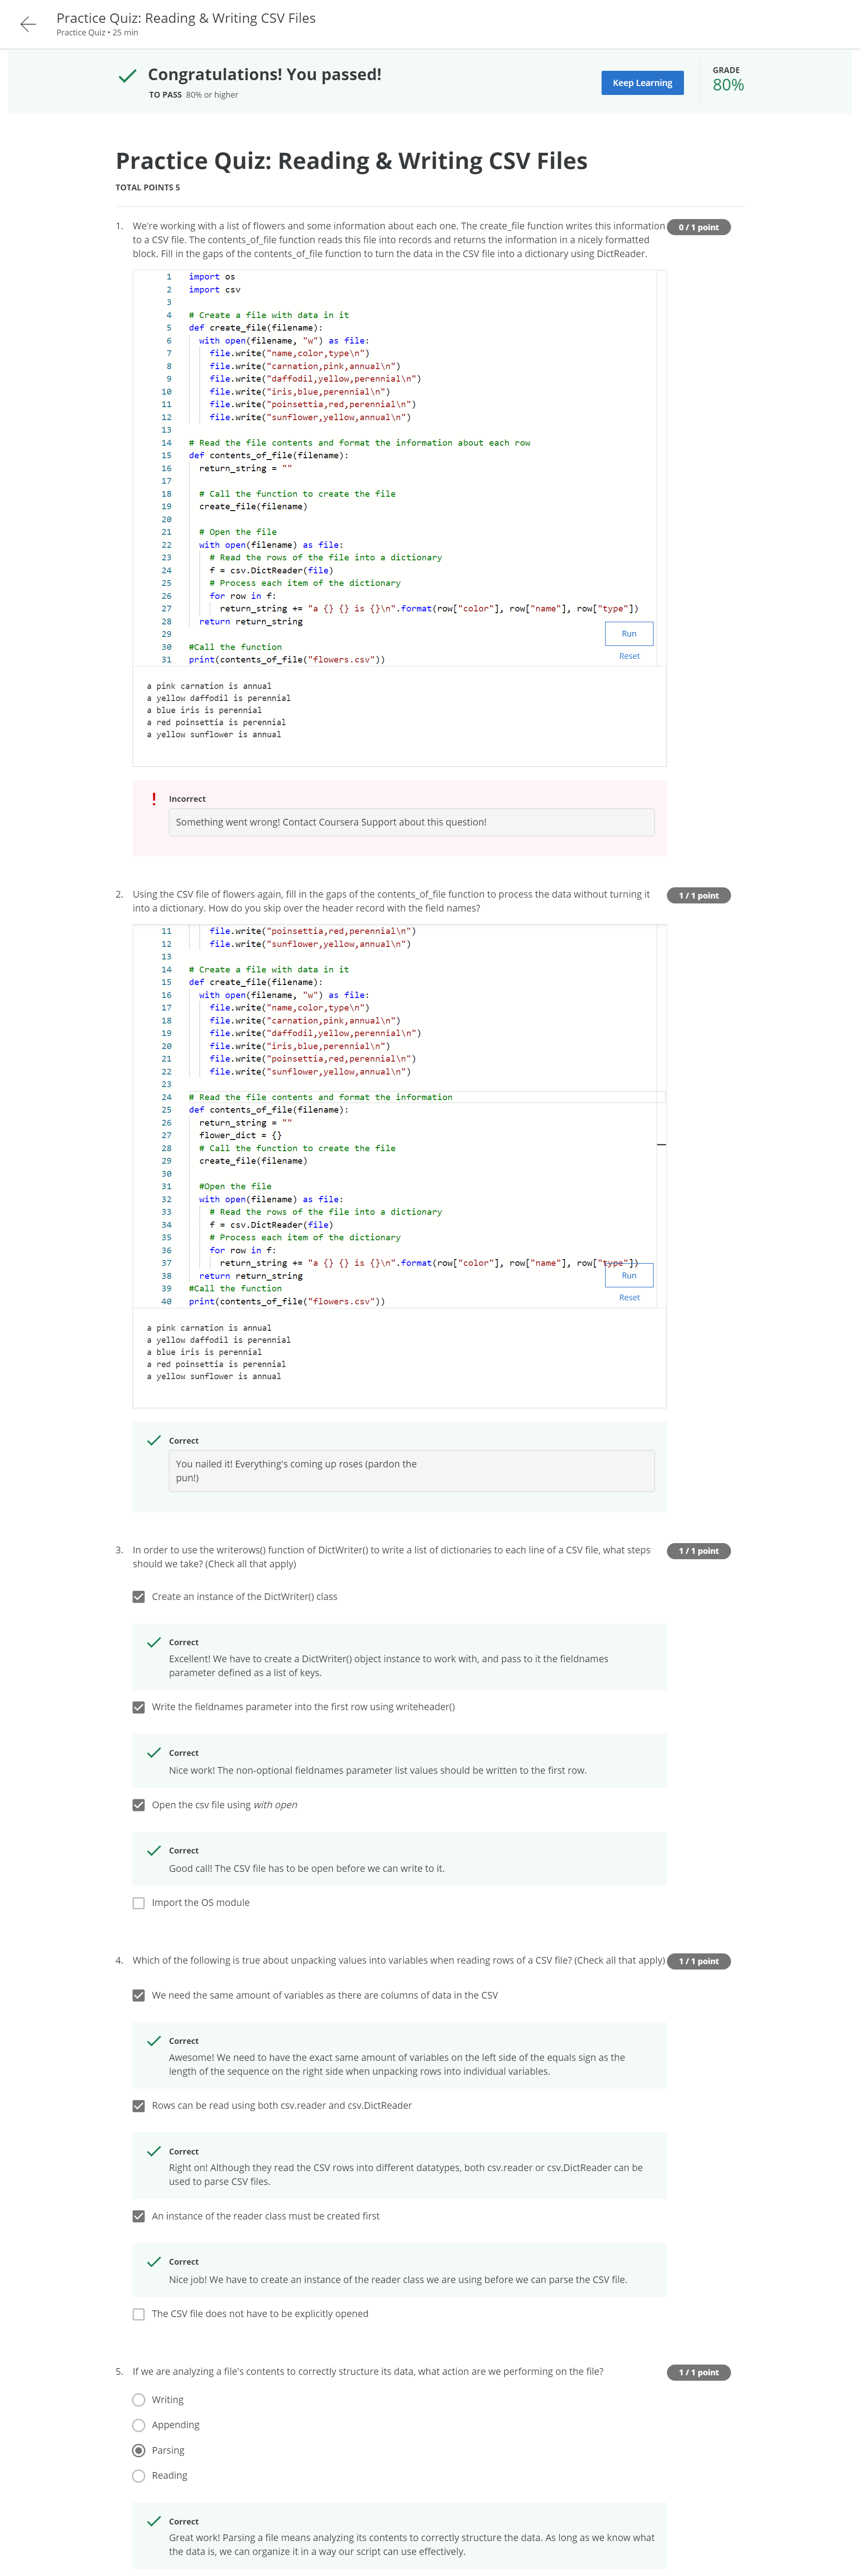 Practice Quiz: Reading & Writing CSV Files
Practice Quiz • 25 min
Congratulations! You passed!
TO PASS 80% or higher
Keep Learning
GRADE
80%
Practice Quiz: Reading & Writing CSV Files
TOTAL POINTS 5
1. We're working with a list of flowers and some information about each one. The create_file function writes this information
to a CSV file. The contents_of_file function reads this file into records and returns the information in a nicely formatted
block. Fill in the gaps of the contents_of_file function to turn the data in the CSV file into a dictionary using DictReader.
0 / 1 point
1 import os
2 import csv
3
4 # Create a file with data in it
5 def create_file(filename):
6 with open(filename, "w") as file:
7 file.write("name,color,type\n")
8 file.write("carnation,pink,annual\n")
9 file.write("daffodil,yellow,perennial\n")
10 file.write("iris,blue,perennial\n")
11 file.write("poinsettia,red,perennial\n")
12 file.write("sunflower,yellow,annual\n")
13
14 # Read the file contents and format the information about each row
15 def contents_of_file(filename):
16 return_string = ""
17
18 # Call the function to create the file
19 create_file(filename)
20
21 # Open the file
22 with open(filename) as file:
23 # Read the rows of the file into a dictionary
24 f = csv.DictReader(file)
25 # Process each item of the dictionary
26 for row in f:
27 return_string += "a {} {} is {}\n".format(row["color"], row["name"], row["type"])
28 return return_string
29
30 #Call the function
31 print(contents_of_file("flowers.csv"))
Run
Reset
a pink carnation is annual
a yellow daffodil is perennial
a blue iris is perennial
a red poinsettia is perennial
a yellow sunflower is annual
Incorrect
Something went wrong! Contact Coursera Support about this question!
2. Using the CSV file of flowers again, fill in the gaps of the contents_of_file function to process the data without turning it
into a dictionary. How do you skip over the header record with the field names?
1 / 1 point
11 file.write("poinsettia,red,perennial\n")
12 file.write("sunflower,yellow,annual\n")
13
14 # Create a file with data in it
15 def create_file(filename):
16 with open(filename, "w") as file:
17 file.write("name,color,type\n")
18 file.write("carnation,pink,annual\n")
19 file.write("daffodil,yellow,perennial\n")
20 file.write("iris,blue,perennial\n")
21 file.write("poinsettia,red,perennial\n")
22 file.write("sunflower,yellow,annual\n")
23
24 # Read the file contents and format the information
25 def contents_of_file(filename):
26 return_string = ""
27 flower_dict = {}
28 # Call the function to create the file
29 create_file(filename)
30
31 #Open the file
32 with open(filename) as file:
33 # Read the rows of the file into a dictionary
34 f = csv.DictReader(file)
35 # Process each item of the dictionary
36 for row in f:
37 return_string += "a {} {} is {}\n".format(row["color"], row["name"], row["type"])
38 return return_string
39 #Call the function
40 print(contents_of_file("flowers.csv"))
Run
Reset
a pink carnation is annual
a yellow daffodil is perennial
a blue iris is perennial
a red poinsettia is perennial
a yellow sunflower is annual
Correct
You nailed it! Everything's coming up roses (pardon the
pun!)
3. In order to use the writerows() function of DictWriter() to write a list of dictionaries to each line of a CSV file, what steps
should we take? (Check all that apply)
1 / 1 point
Create an instance of the DictWriter() class
Correct
Excellent! We have to create a DictWriter() object instance to work with, and pass to it the fieldnames
parameter defined as a list of keys.
Write the fieldnames parameter into the first row using writeheader()
Correct
Nice work! The non-optional fieldnames parameter list values should be written to the first row.
Open the csv file using with open
Correct
Good call! The CSV file has to be open before we can write to it.
Import the OS module
4. Which of the following is true about unpacking values into variables when reading rows of a CSV file? (Check all that apply)
1 / 1 point
We need the same amount of variables as there are columns of data in the CSV
Correct
Awesome! We need to have the exact same amount of variables on the left side of the equals sign as the
length of the sequence on the right side when unpacking rows into individual variables.
Rows can be read using both csv.reader and csv.DictReader
Correct
Right on! Although they read the CSV rows into different datatypes, both csv.reader or csv.DictReader can be
used to parse CSV files.
An instance of the reader class must be created first
Correct
Nice job! We have to create an instance of the reader class we are using before we can parse the CSV file.
The CSV file does not have to be explicitly opened
5. If we are analyzing a file's contents to correctly structure its data, what action are we performing on the file?
1 / 1 point
Writing
Appending
Parsing
Reading
Correct
Great work! Parsing a file means analyzing its contents to correctly structure the data. As long as we know what
the data is, we can organize it in a way our script can use effectively.